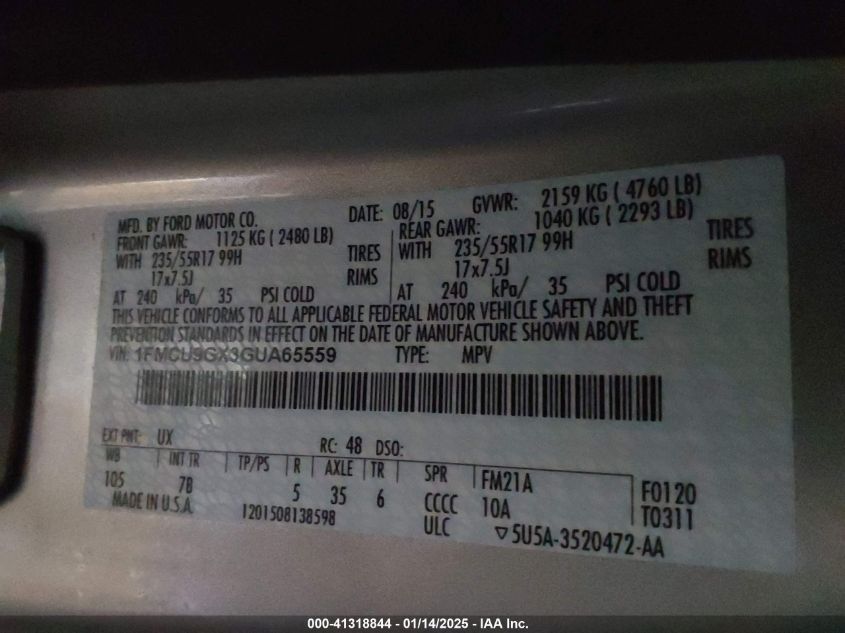 MFD. BY FORD MOTOR CO. DATE: 08/15 GVWR: 2159 KG ( 4760 LB)
FRONT GAWR: 1125 KG ( 2480 LB) REAR GAWR: 1040 KG ( 2293 LB)
WITH 235/55R17 99H TIRES WITH 235/55R17 99H TIRES
17x7.5J RIMS 17x7.5J RIMS
AT 240 kPa/ 35 PSI COLD AT 240 kPa/ 35 PSI COLD
THIS VEHICLE CONFORMS TO ALL APPLICABLE FEDERAL MOTOR VEHICLE SAFETY AND THEFT
PREVENTION STANDARDS IN EFFECT ON THE DATE OF MANUFACTURE SHOWN ABOVE.
VIN: 1FMCU9GX3GUA65559 TYPE: MPV
EXT PNT: UX RC: 48 DSO:
WB INT TR TP/PS R AXLE TR SPR FM21A F0120
105 7B 5 35 6 CCCC 10A T0311
MADE IN U.S.A. 1201508138598 ULC ▽5U5A-3520472-AA
000-41318844 - 01/14/2025 - IAA Inc.